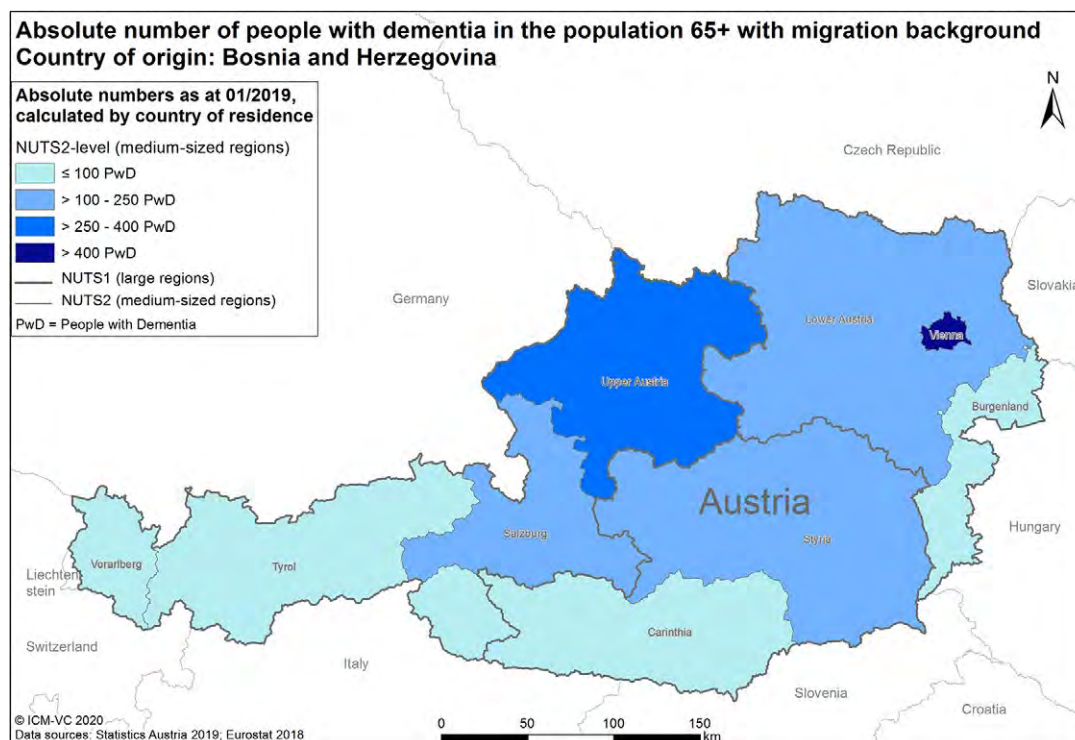 Absolute number of people with dementia in the population 65+ with migration background
Country of origin: Bosnia and Herzegovina
Absolute numbers as at 01/2019,
calculated by country of residence
NUTS2-level (medium-sized regions)
≤ 100 PwD
> 100 - 250 PwD
> 250 - 400 PwD
> 400 PwD
NUTS1 (large regions)
NUTS2 (medium-sized regions)
PwD = People with Dementia
N
Czech Republic
Slovakia
Germany
Lower Austria
Vienna
Upper Austria
Burgenland
Austria
Hungary
Salzburg
Styria
Vorarlberg
Tyrol
Liechten
stein
Carinthia
Switzerland
Italy
Slovenia
Croatia
© ICM-VC 2020
Data sources: Statistics Austria 2019; Eurostat 2018
0 50 100 150
km